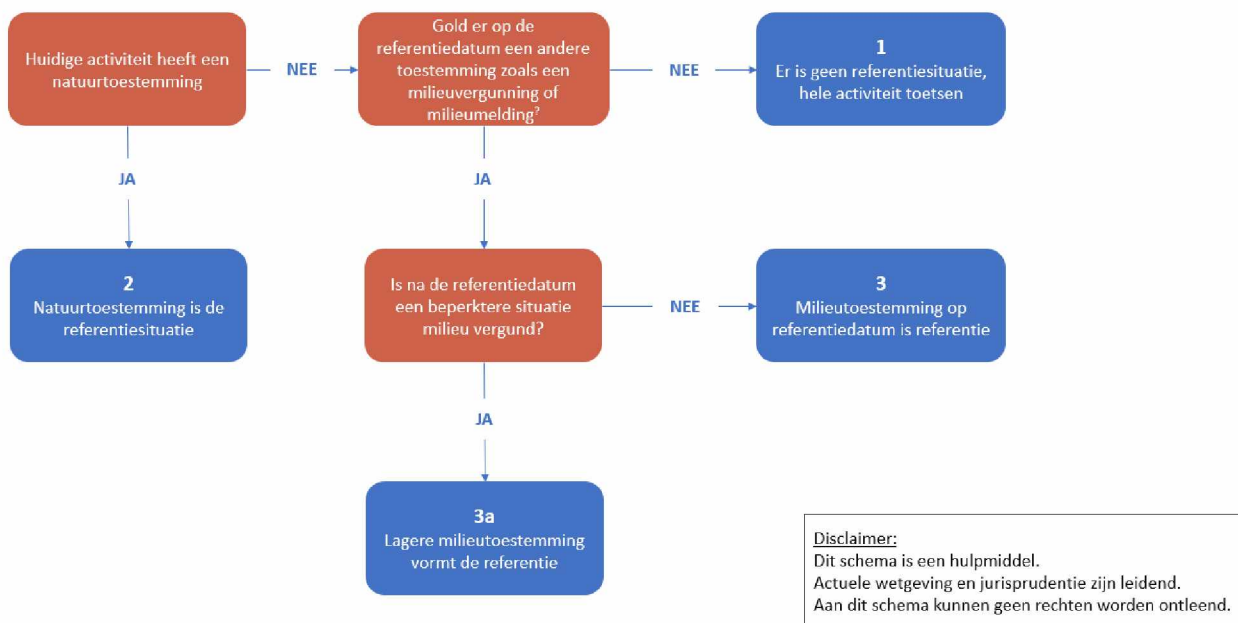 Huidige activiteit heeft een
natuurtoestemming
NEE
Gold er op de
referentiedatum een andere
toestemming zoals een
milieuvergunning of
milieumelding?
NEE
1
Er is geen referentiesituatie,
hele activiteit toetsen
JA
JA
2
Natuurtoestemming is de
referentiesituatie
Is na de referentiedatum
een beperktere situatie
milieu vergund?
NEE
3
Milieutoestemming op
referentiedatum is referentie
JA
3a
Lagere milieutoestemming
vormt de referentie
Disclaimer:
Dit schema is een hulpmiddel.
Actuele wetgeving en jurisprudentie zijn leidend.
Aan dit schema kunnen geen rechten worden ontleend.